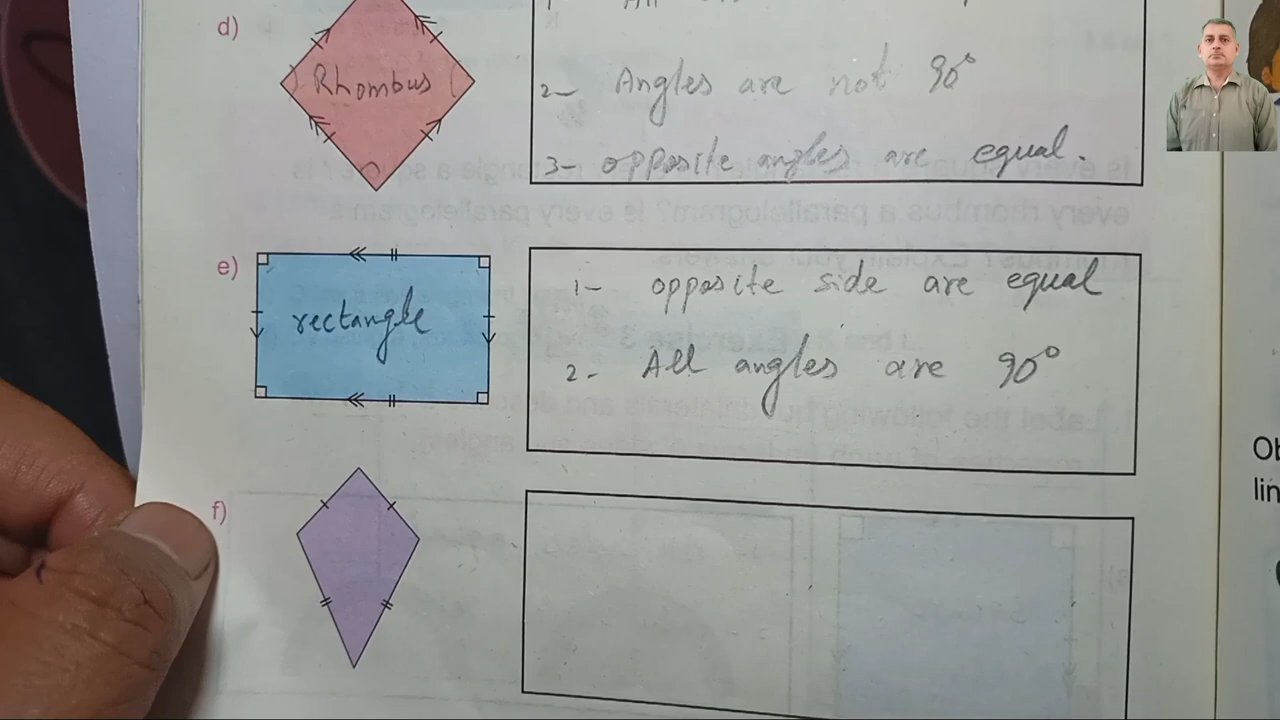 d)
Rhombus
2- Angles are not 90°
3- opposite angles are equal.
e)
rectangle
1- opposite side are equal
2- All angles are 90°
f)